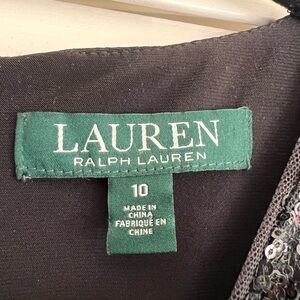 LAUREN
RALPH LAUREN
10
MADE IN
CHINA
FABRIQUÉ EN
CHINE